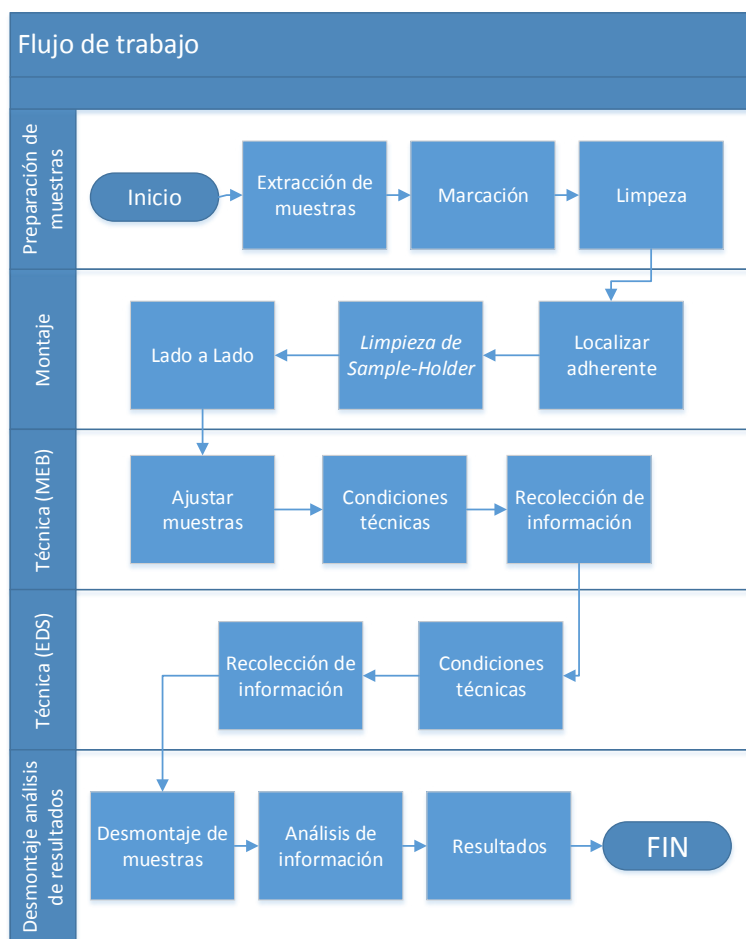 Flujo de trabajo
Preparación de
muestras
Inicio
Extracción de
muestras
Marcación
Limpeza
Montaje
Lado a Lado
Limpieza de
Sample-Holder
Localizar
adherente
Técnica (MEB)
Ajustar
muestras
Condiciones
técnicas
Recolección de
información
Técnica (EDS)
Recolección de
información
Condiciones
técnicas
Desmontaje análisis
de resultados
Desmontaje de
muestras
Análisis de
información
Resultados
FIN